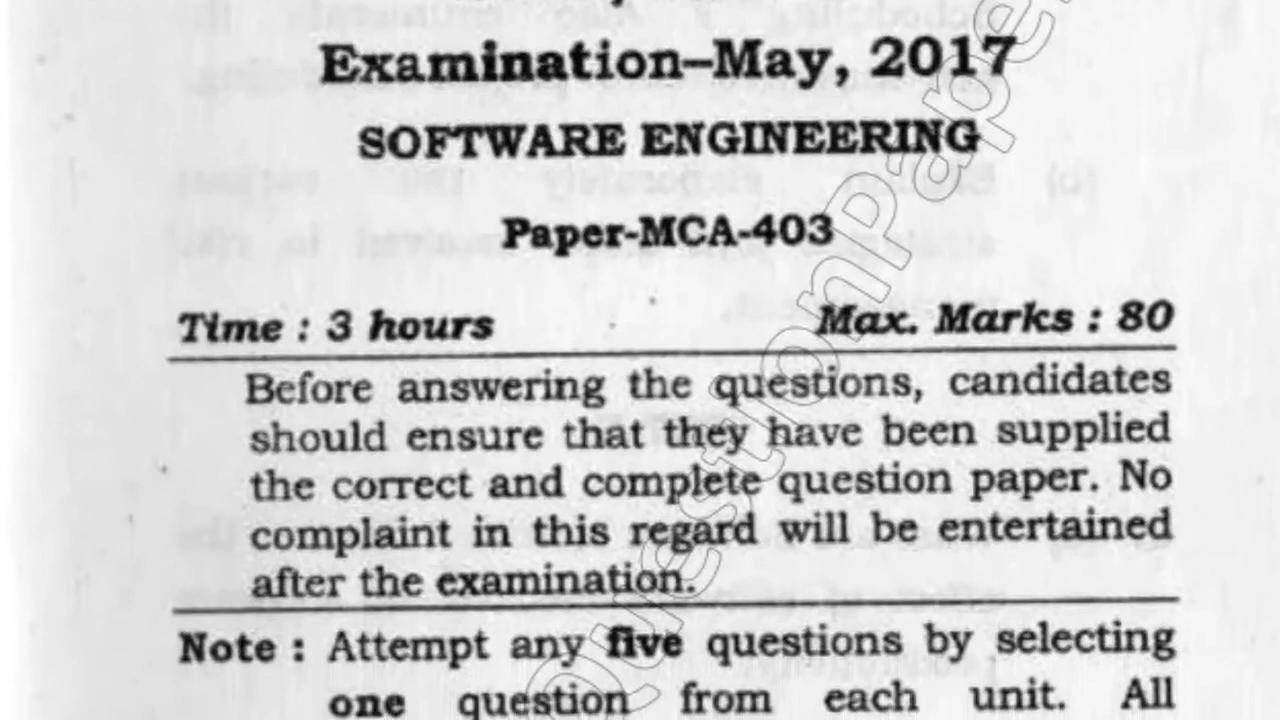 Examination–May, 2017
SOFTWARE ENGINEERING
Paper-MCA-403
Time : 3 hours Max. Marks : 80
Before answering the questions, candidates
should ensure that they have been supplied
the correct and complete question paper. No
complaint in this regard will be entertained
after the examination.
Note : Attempt any five questions by selecting
one question from each unit. All
QuestionPape